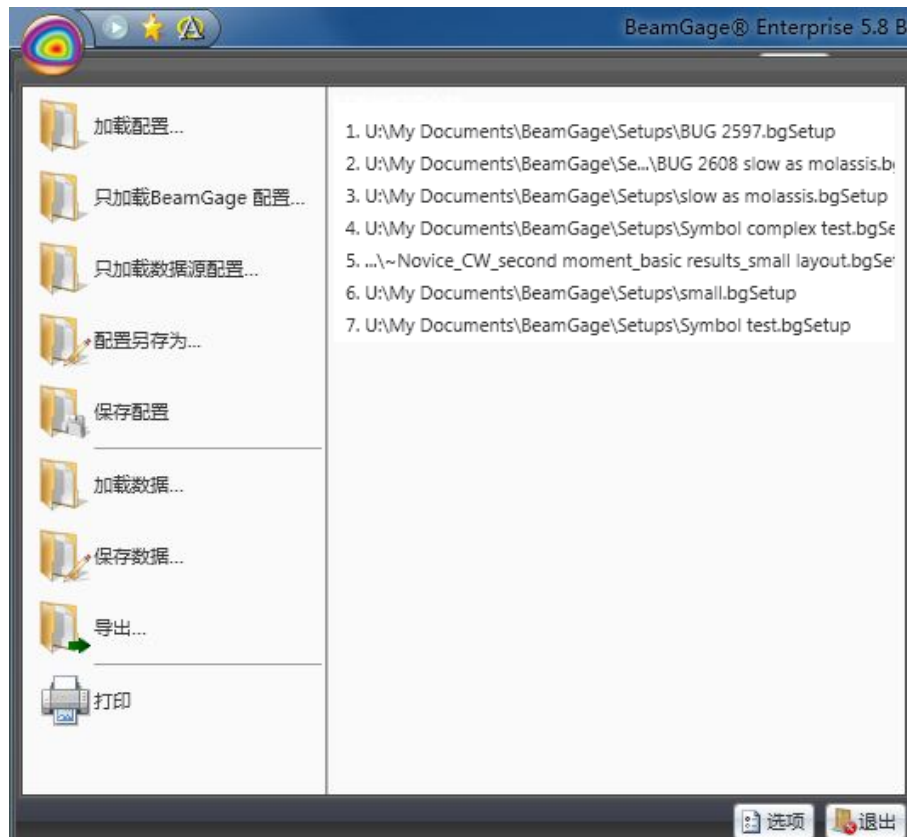 BeamGage® Enterprise 5.8 B
加载配置...
只加载BeamGage 配置...
只加载数据源配置...
配置另存为...
保存配置
加载数据...
保存数据...
导出...
打印
1. U:\My Documents\BeamGage\Setups\BUG 2597.bgSetup
2. U:\My Documents\BeamGage\Se...\BUG 2608 slow as molassis.b
3. U:\My Documents\BeamGage\Setups\slow as molassis.bgSetup
4. U:\My Documents\BeamGage\Setups\Symbol complex test.bgSe
5. ...\~Novice_CW_second moment_basic results_small layout.bgSe
6. U:\My Documents\BeamGage\Setups\small.bgSetup
7. U:\My Documents\BeamGage\Setups\Symbol test.bgSetup
选项
退出